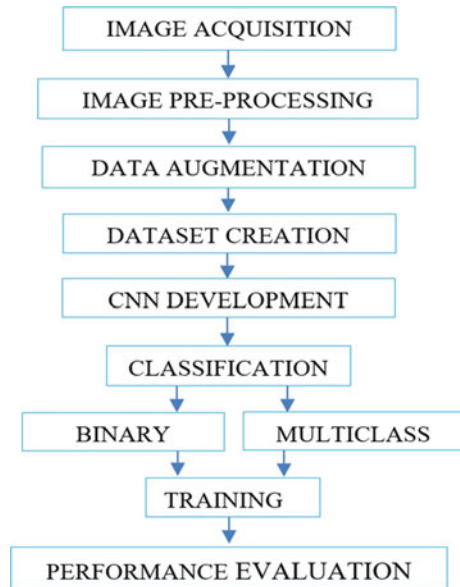 IMAGE ACQUISITION
IMAGE PRE-PROCESSING
DATA AUGMENTATION
DATASET CREATION
CNN DEVELOPMENT
CLASSIFICATION
BINARY
MULTICLASS
TRAINING
PERFORMANCE EVALUATION